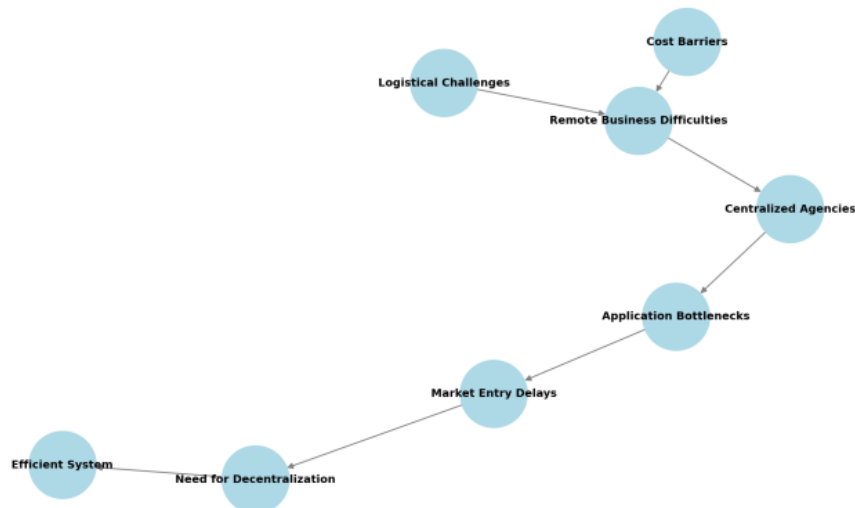 Cost Barriers
Logistical Challenges
Remote Business Difficulties
Centralized Agencies
Application Bottlenecks
Market Entry Delays
Efficient System
Need for Decentralization